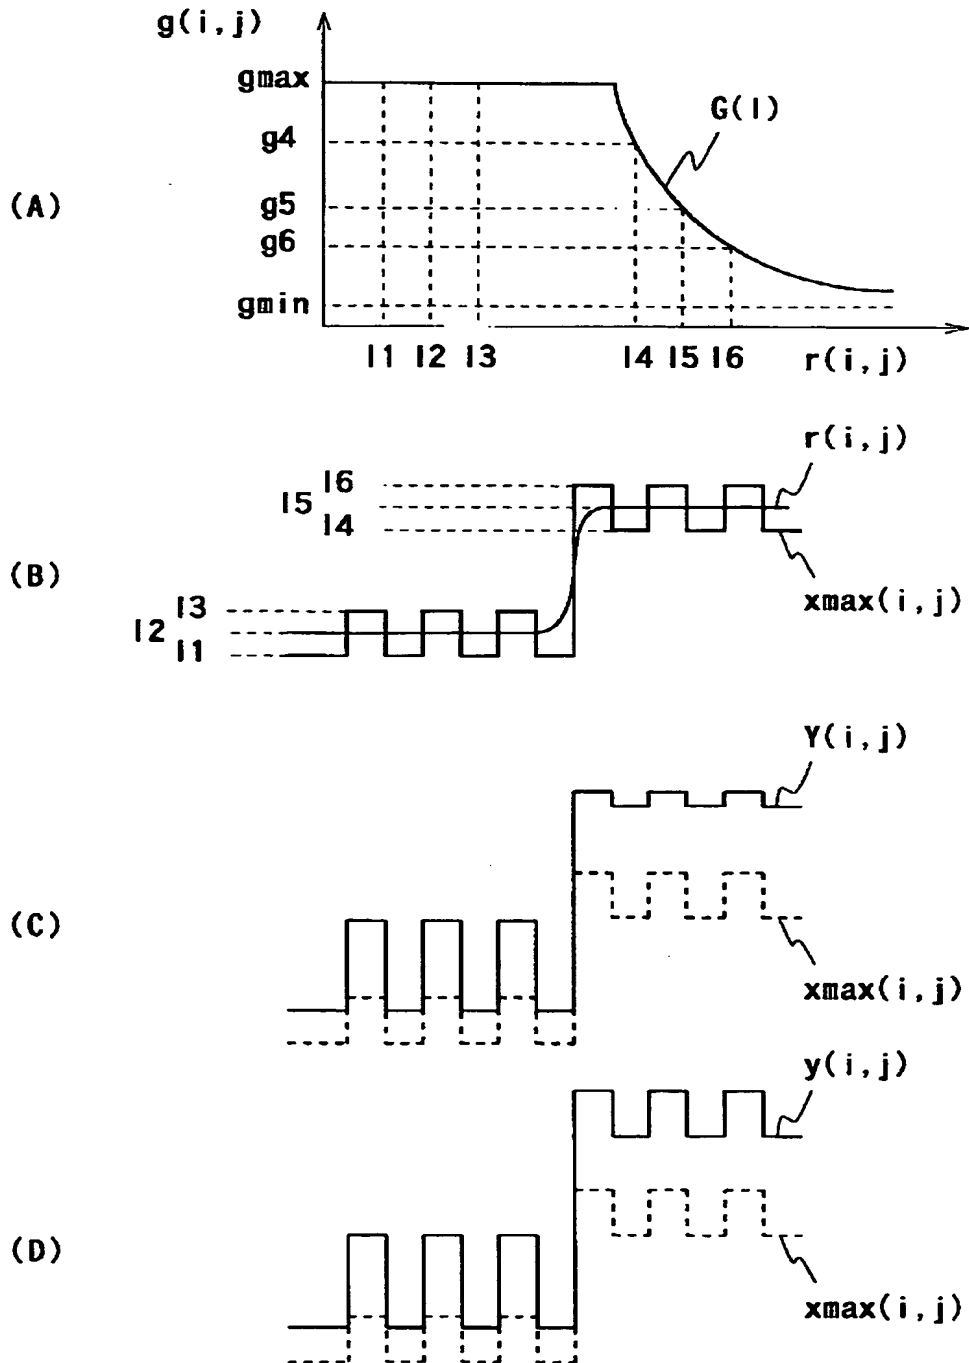 g(i,j)
gmax
G(l)
g4
(A)
g5
g6
gmin
l1 l2 l3 l4 l5 l6 r(i,j)
r(i,j)
l6
l5
l4
(B)
xmax(i,j)
l3
l2
l1
Y(i,j)
(C)
xmax(i,j)
y(i,j)
(D)
xmax(i,j)